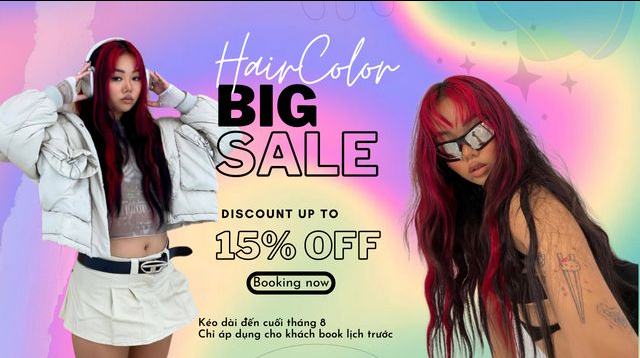 HairColor
BIG
SALE
DISCOUNT UP TO
15% OFF
Booking now
Kéo dài đến cuối tháng 8
Chỉ áp dụng cho khách book lịch trước